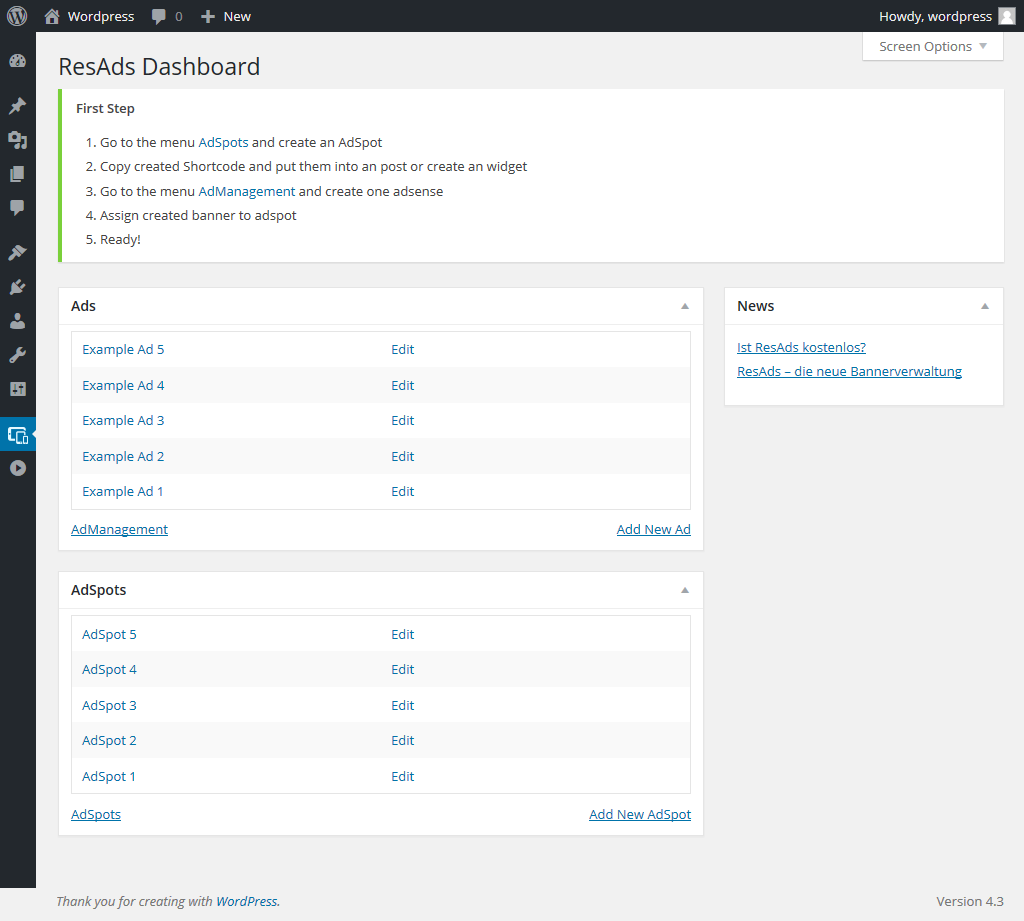 Wordpress 0 New Howdy, wordpress
Screen Options
ResAds Dashboard
First Step
1. Go to the menu AdSpots and create an AdSpot
2. Copy created Shortcode and put them into an post or create an widget
3. Go to the menu AdManagement and create one adsense
4. Assign created banner to adspot
5. Ready!
Ads
Example Ad 5 Edit
Example Ad 4 Edit
Example Ad 3 Edit
Example Ad 2 Edit
Example Ad 1 Edit
AdManagement Add New Ad
News
Ist ResAds kostenlos?
ResAds – die neue Bannerverwaltung
AdSpots
AdSpot 5 Edit
AdSpot 4 Edit
AdSpot 3 Edit
AdSpot 2 Edit
AdSpot 1 Edit
AdSpots Add New AdSpot
Thank you for creating with WordPress. Version 4.3